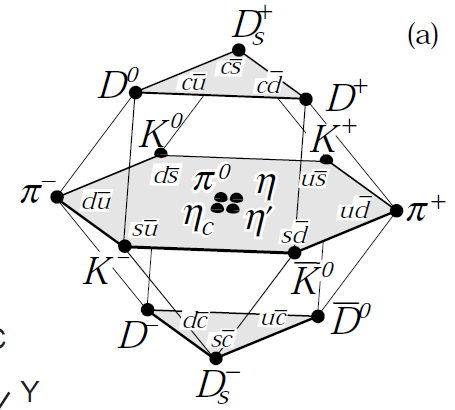 D_s^+
(a)
cs̄
D^0 cū cd̄ D^+
K^0 K^+
ds̄ π^0 η us̄
π^- dū ud̄ π^+
η_c η′
sū sd̄
K^- K̄^0
D^- dc̄ uc̄ D̄^0
sc̄
C
D_s^-
Y